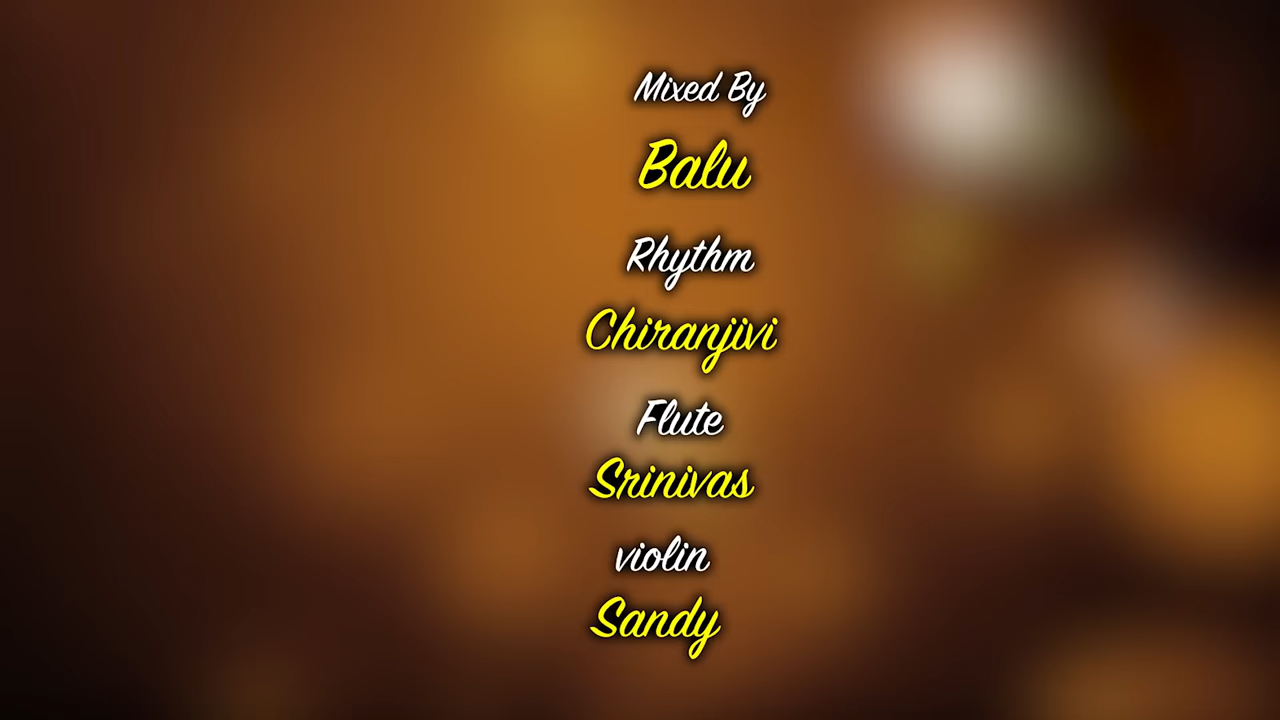 Mixed By
Balu
Rhythm
Chiranjivi
Flute
Srinivas
violin
Sandy